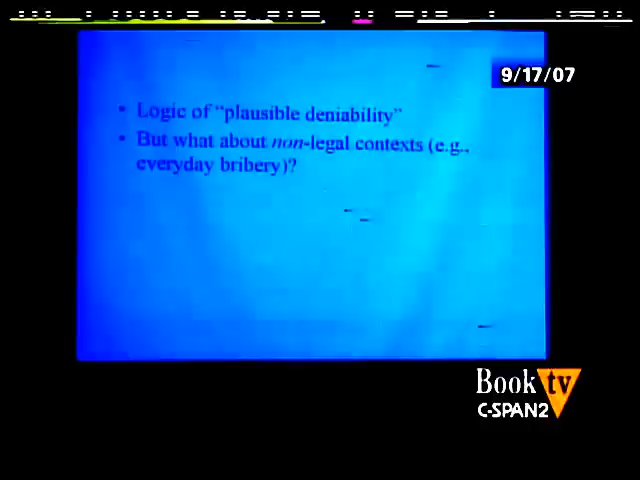 9/17/07
• Logic of “plausible deniability”
• But what about non-legal contexts (e.g.,
everyday bribery)?
Book tv
C-SPAN2